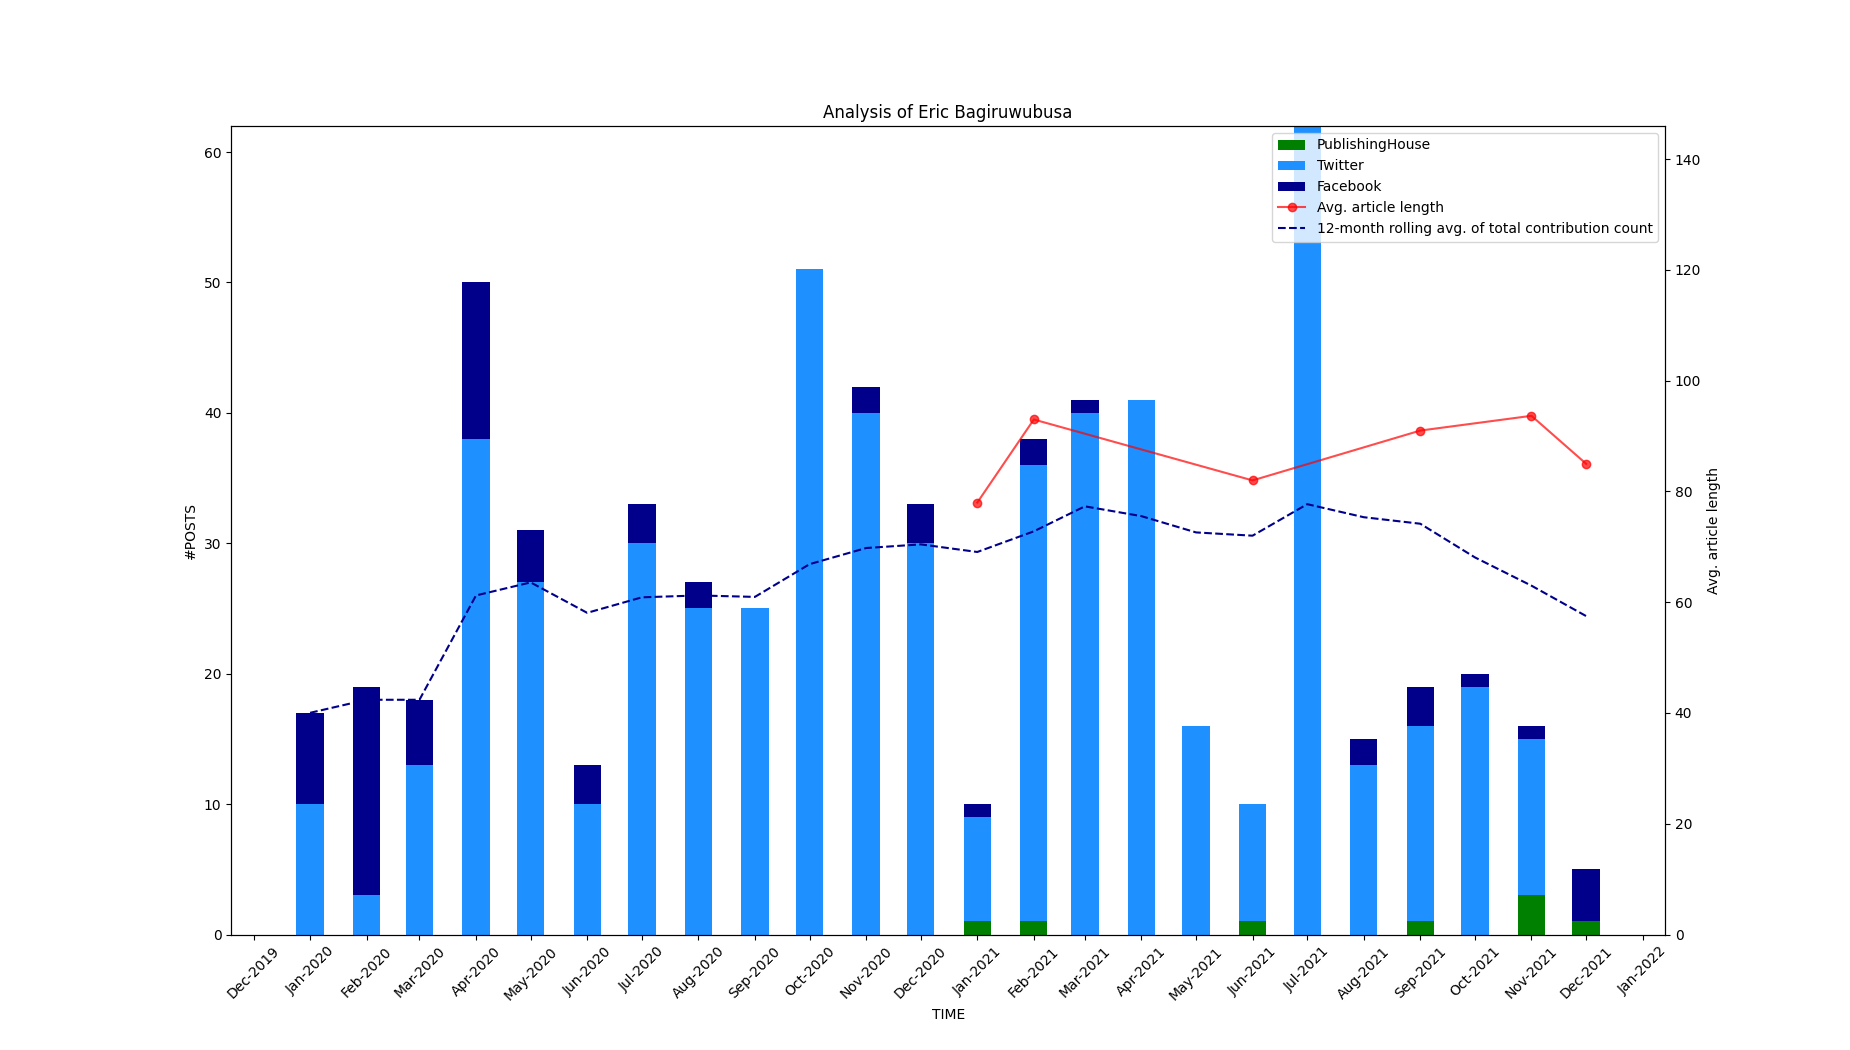 Analysis of Eric Bagiruwubusa
PublishingHouse
Twitter
Facebook
Avg. article length
12-month rolling avg. of total contribution count
60
50
40
30
20
10
0
#POSTS
140
120
100
80
60
40
20
0
Avg. article length
Dec-2019
Jan-2020
Feb-2020
Mar-2020
Apr-2020
May-2020
Jun-2020
Jul-2020
Aug-2020
Sep-2020
Oct-2020
Nov-2020
Dec-2020
Jan-2021
Feb-2021
Mar-2021
Apr-2021
May-2021
Jun-2021
Jul-2021
Aug-2021
Sep-2021
Oct-2021
Nov-2021
Dec-2021
Jan-2022
TIME